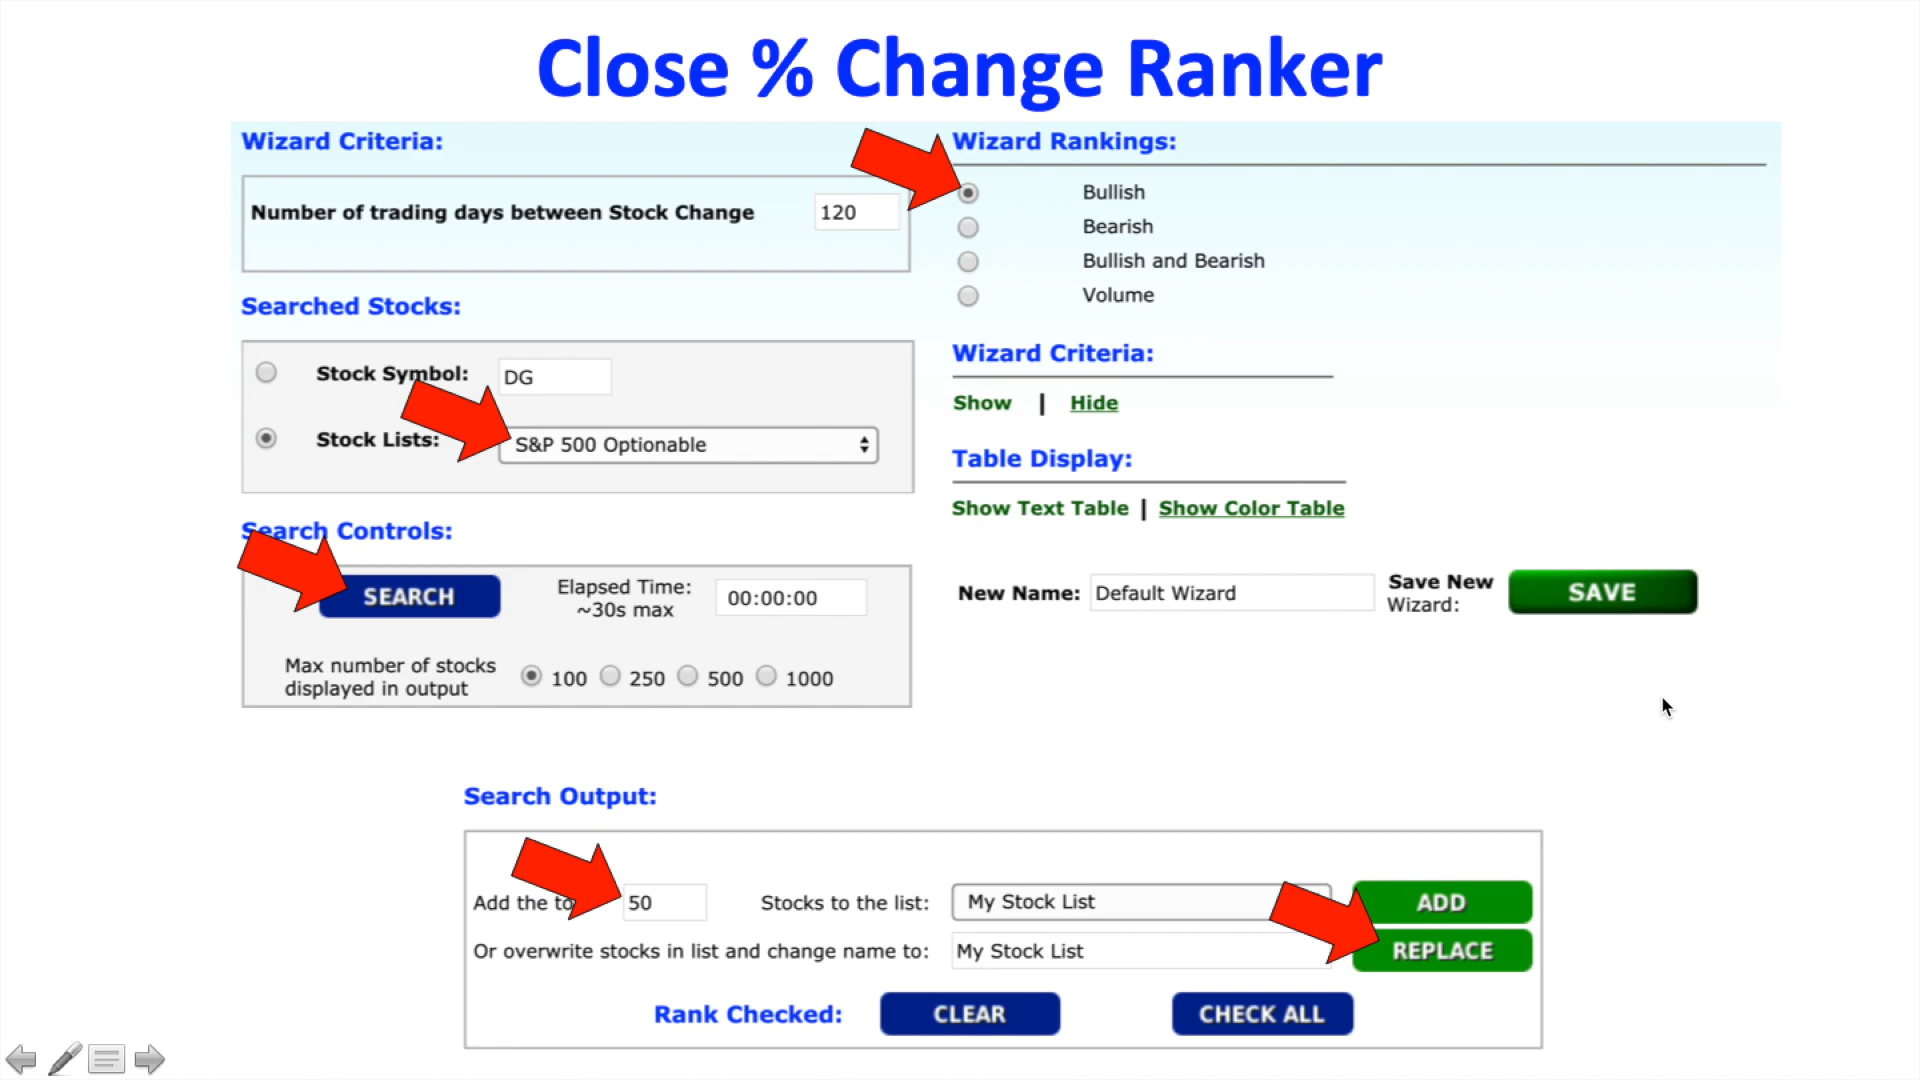 Close % Change Ranker
Wizard Criteria:
Number of trading days between Stock Change 120
Searched Stocks:
Stock Symbol: DG
Stock Lists: S&P 500 Optionable
Search Controls:
SEARCH
Elapsed Time:
~30s max
00:00:00
Max number of stocks
displayed in output
100 250 500 1000
Wizard Rankings:
Bullish
Bearish
Bullish and Bearish
Volume
Wizard Criteria:
Show | Hide
Table Display:
Show Text Table | Show Color Table
New Name: Default Wizard
Save New
Wizard:
SAVE
Search Output:
Add the 50 Stocks to the list: My Stock List ADD
Or overwrite stocks in list and change name to: My Stock List REPLACE
Rank Checked: CLEAR CHECK ALL